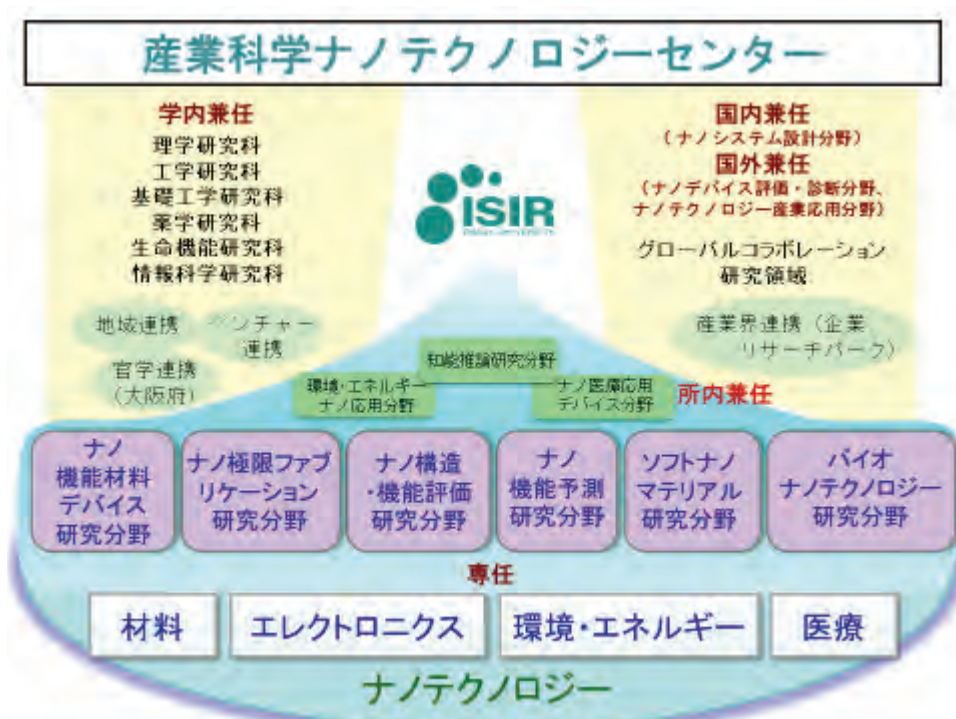 産業科学ナノテクノロジーセンター
学内兼任
理学研究科
工学研究科
基礎工学研究科
薬学研究科
生命機能研究科
情報科学研究科
地域連携
ベンチャー
連携
官学連携
(大阪府)
ISIR
国内兼任
(ナノシステム設計分野)
国外兼任
(ナノデバイス評価・診断分野、
ナノテクノロジー産業応用分野)
グローバルコラボレーション
研究領域
産業界連携(企業
リサーチパーク)
知能推論研究分野
環境・エネルギー
ナノ応用分野
ナノ医療応用
デバイス分野
所内兼任
ナノ
機能材料
デバイス
研究分野
ナノ極限ファブ
リケーション
研究分野
ナノ構造
・機能評価
研究分野
ナノ
機能予測
研究分野
ソフトナノ
マテリアル
研究分野
バイオ
ナノテクノロジー
研究分野
専任
材料
エレクトロニクス
環境・エネルギー
医療
ナノテクノロジー